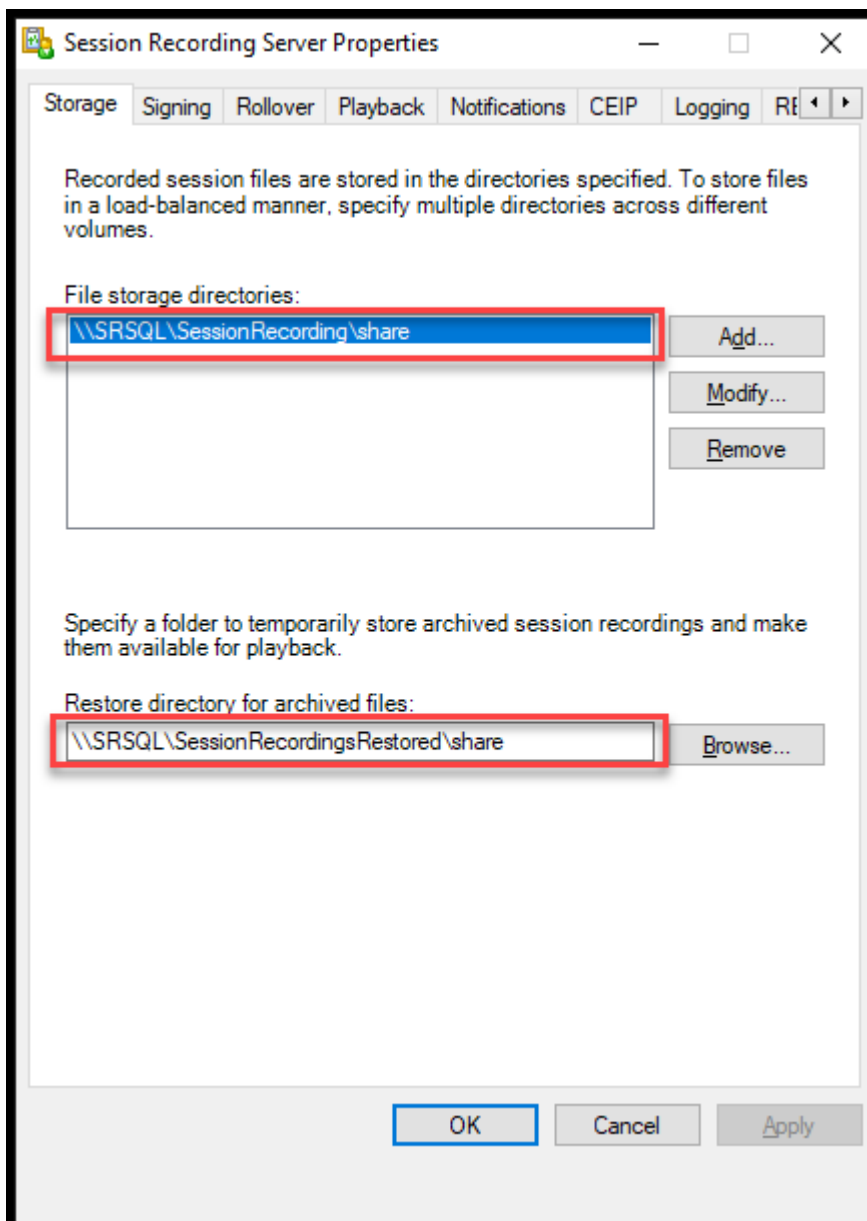 Session Recording Server Properties
Storage Signing Rollover Playback Notifications CEIP Logging RE
Recorded session files are stored in the directories specified. To store files
in a load-balanced manner, specify multiple directories across different
volumes.
File storage directories:
\\SRSQL\SessionRecording\share
Add...
Modify...
Remove
Specify a folder to temporarily store archived session recordings and make
them available for playback.
Restore directory for archived files:
\\SRSQL\SessionRecordingsRestored\share
Browse...
OK Cancel Apply